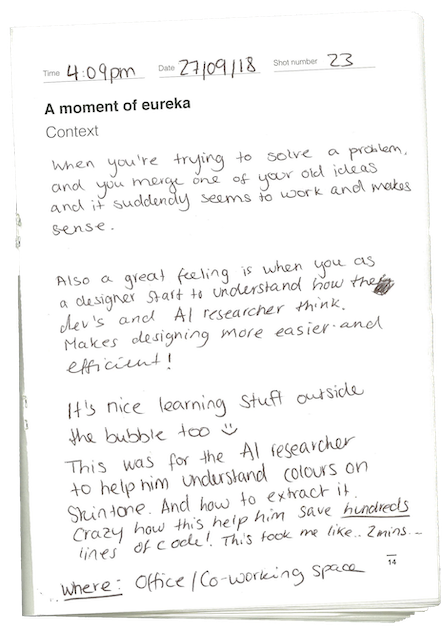 Time 4:09pm Date 27/09/18 Shot number 23
A moment of eureka
Context
When you're trying to solve a problem,
and you merge one of your old ideas
and it suddendy seems to work and makes
sense.
Also a great feeling is when you as
a designer start to understand how the
dev's and AI researcher think.
Makes designing more easier and
efficient!
It's nice learning stuff outside
the bubble too
This was for the AI researcher
to help him understand colours on
Skintone. And how to extract it.
Crazy how this help him save hundreds
lines of code! This took me like.. 2mins...
14
Where: Office/Co-working space